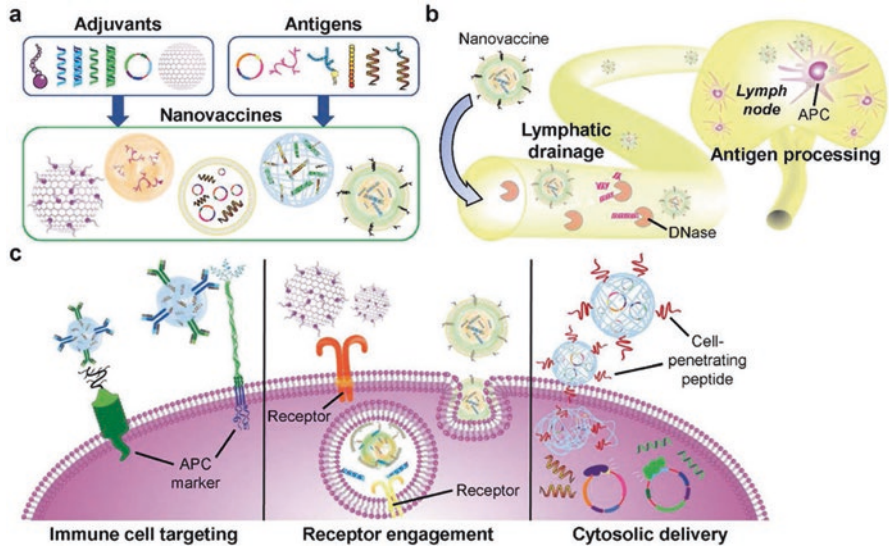 a
Adjuvants
Antigens
Nanovaccines
b
Nanovaccine
Lymphatic
drainage
DNase
Lymph
node
APC
Antigen processing
c
APC
marker
Immune cell targeting
Receptor
Receptor
Receptor engagement
Cell-
penetrating
peptide
Cytosolic delivery